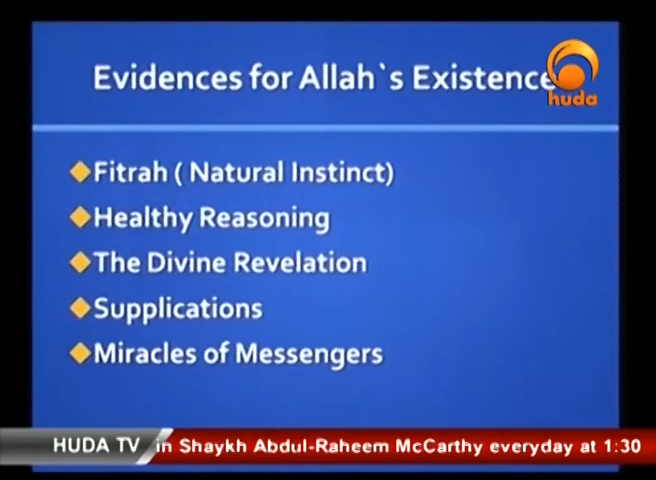 Evidences for Allah`s Existence
huda
Fitrah ( Natural Instinct)
Healthy Reasoning
The Divine Revelation
Supplications
Miracles of Messengers
HUDA TV in Shaykh Abdul-Raheem McCarthy everyday at 1:30